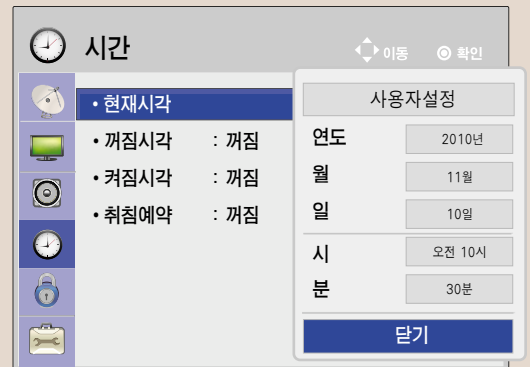 시간
이동 확인
• 현재시각
• 꺼짐시각 : 꺼짐
• 켜짐시각 : 꺼짐
• 취침예약 : 꺼짐
사용자설정
연도 2010년
월 11월
일 10일
시 오전 10시
분 30분
닫기